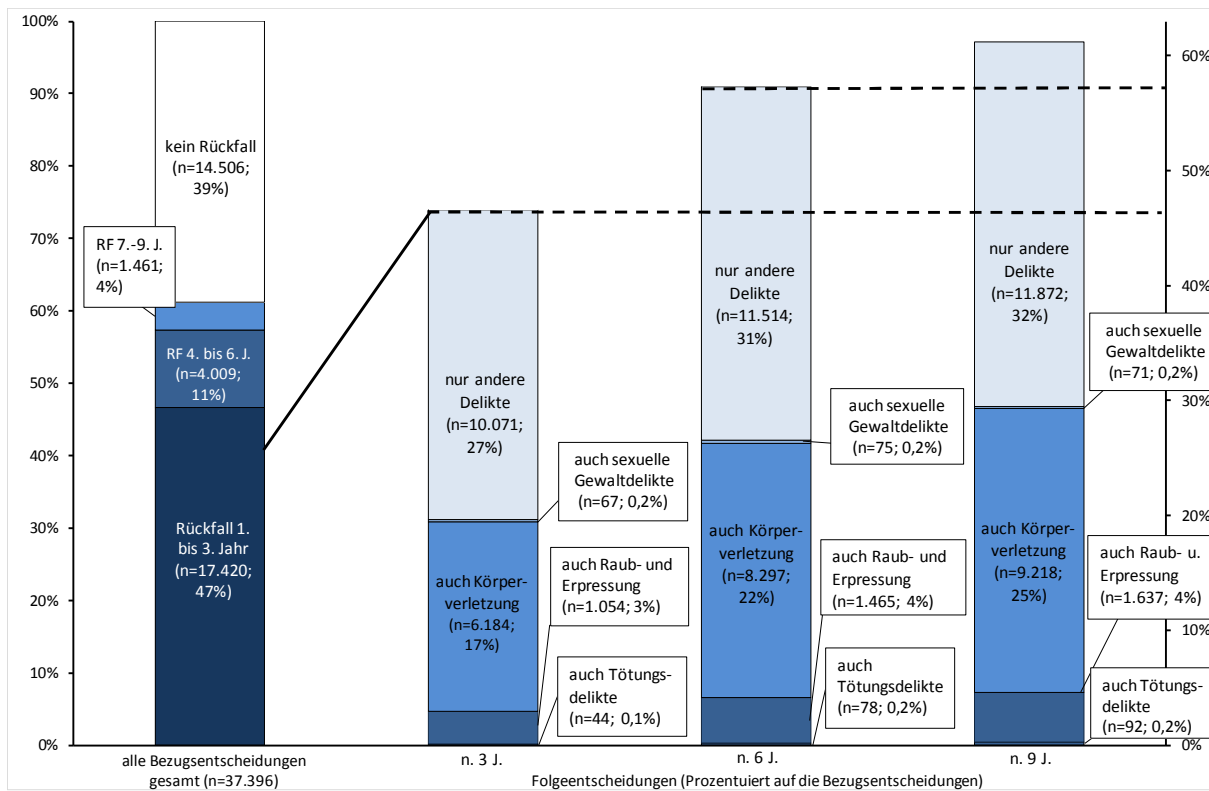 100%
90%
80%
70%
60%
50%
40%
30%
20%
10%
0%
kein Rückfall
(n=14.506;
39%)
RF 7.-9. J.
(n=1.461;
4%)
RF 4. bis 6. J.
(n=4.009;
11%)
Rückfall 1.
bis 3. Jahr
(n=17.420;
47%)
nur andere
Delikte
(n=10.071;
27%)
auch sexuelle
Gewaltdelikte
(n=67; 0,2%)
auch Körper-
verletzung
(n=6.184;
17%)
auch Raub- und
Erpressung
(n=1.054; 3%)
auch Tötungs-
delikte
(n=44; 0,1%)
nur andere
Delikte
(n=11.514;
31%)
auch sexuelle
Gewaltdelikte
(n=75; 0,2%)
auch Körper-
verletzung
(n=8.297;
22%)
auch Raub- und
Erpressung
(n=1.465; 4%)
auch
Tötungsdelikte
(n=78; 0,2%)
nur andere
Delikte
(n=11.872;
32%)
auch sexuelle
Gewaltdelikte
(n=71; 0,2%)
auch Körper-
verletzung
(n=9.218;
25%)
auch Raub- u.
Erpressung
(n=1.637; 4%)
auch Tötungs-
delikte
(n=92; 0,2%)
60%
50%
40%
30%
20%
10%
0%
alle Bezugsentscheidungen
gesamt (n=37.396)
n. 3 J.
n. 6 J.
n. 9 J.
Folgeentscheidungen (Prozentuiert auf die Bezugsentscheidungen)